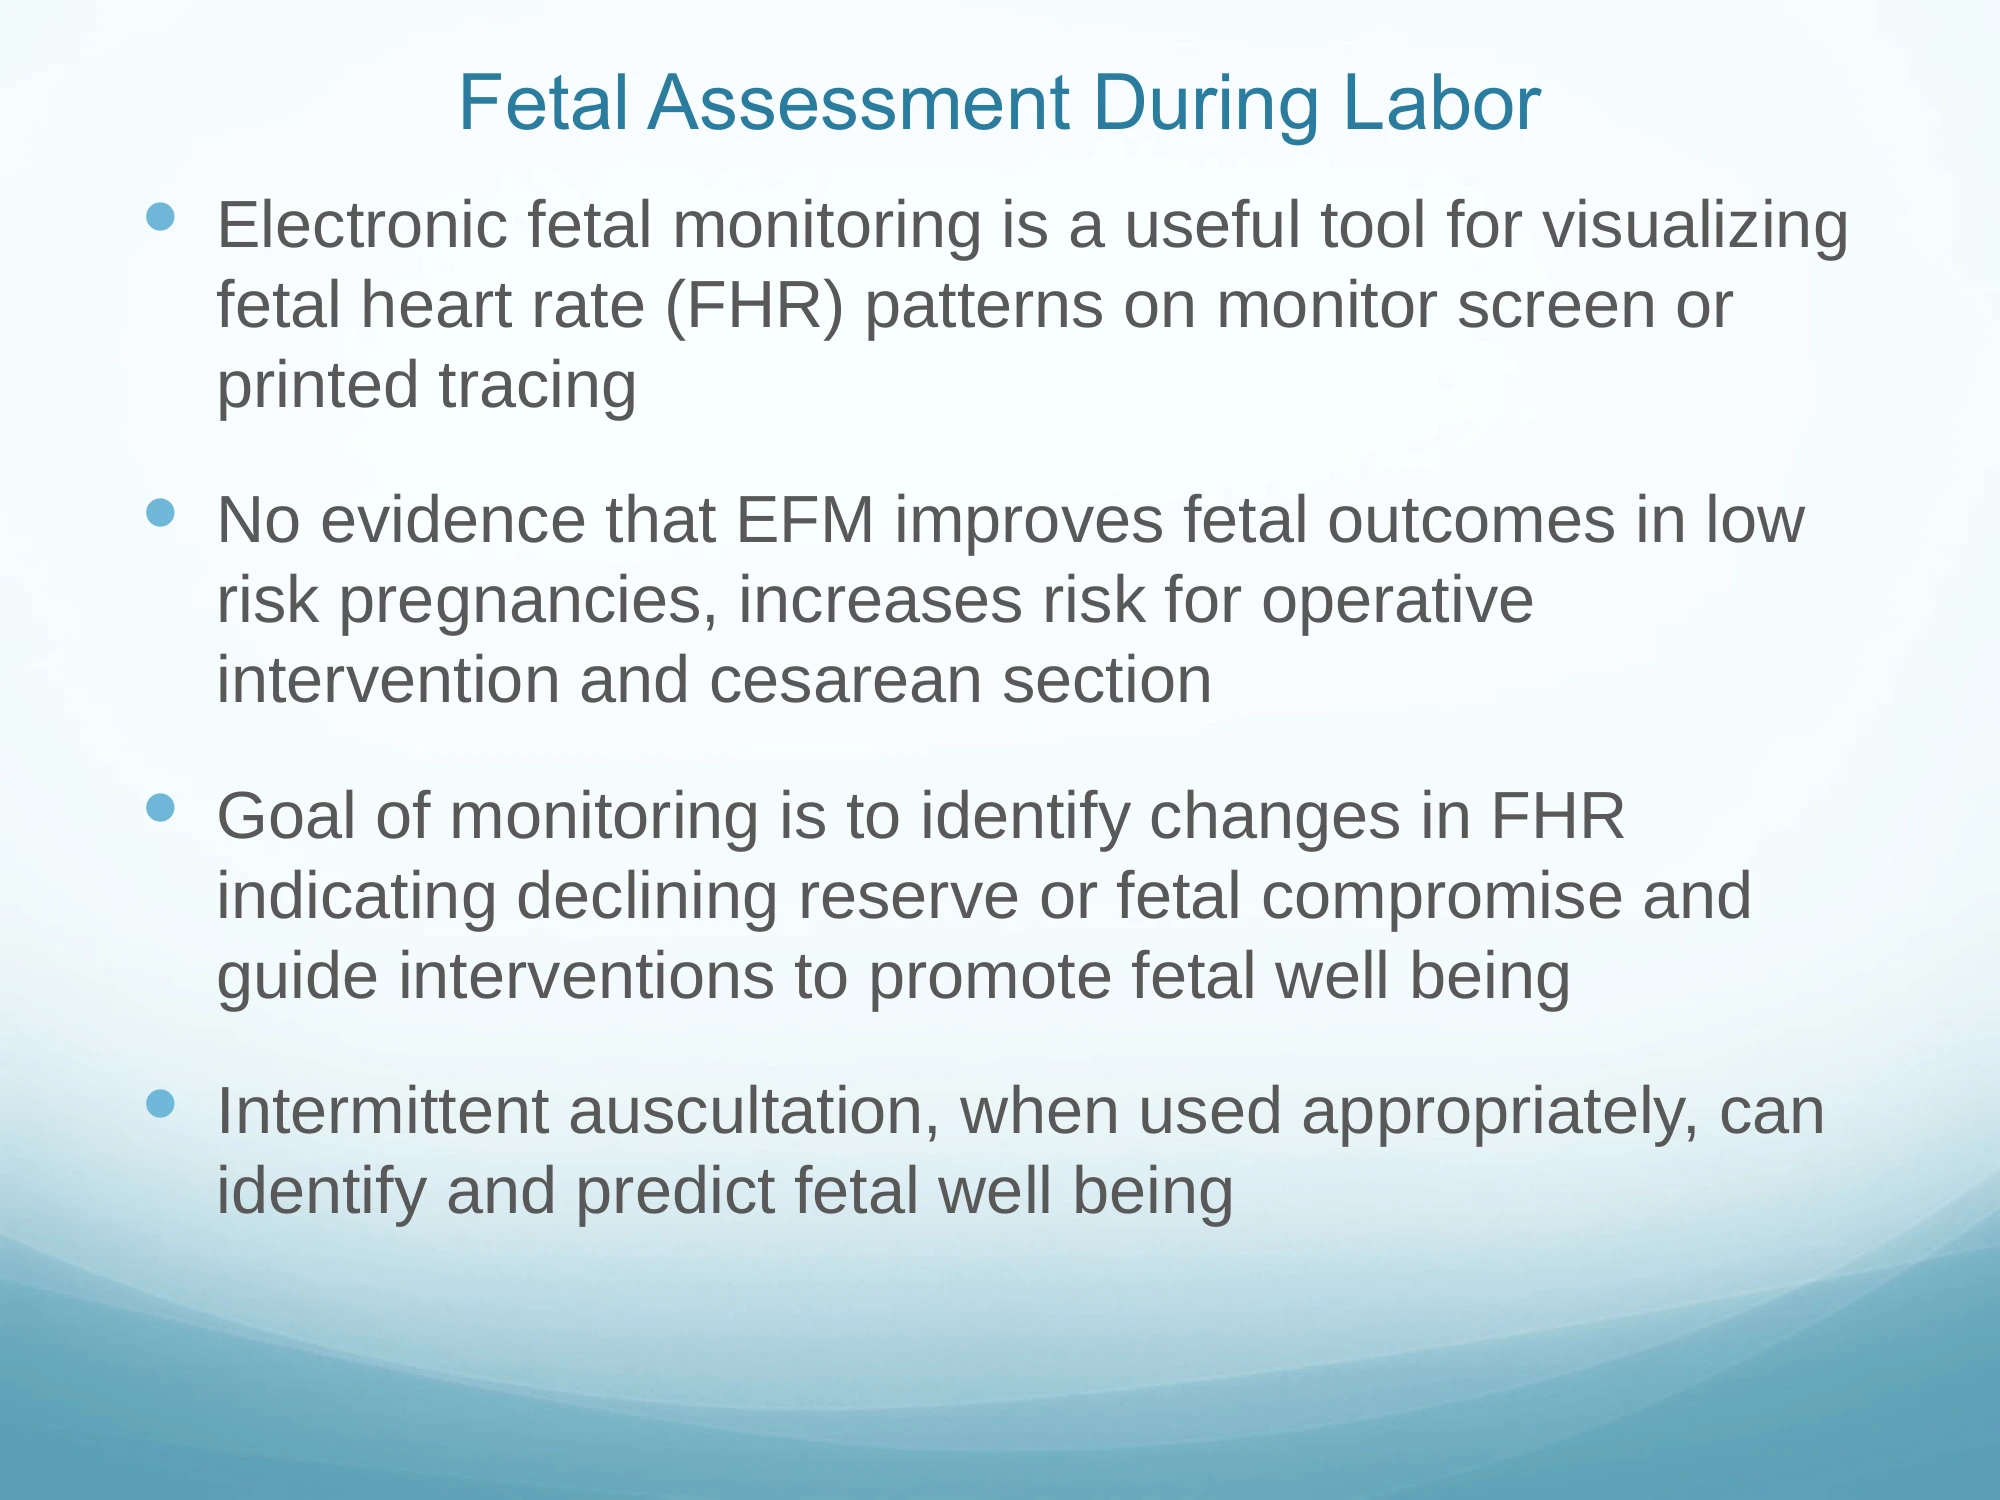 Fetal Assessment During Labor
• Electronic fetal monitoring is a useful tool for visualizing
fetal heart rate (FHR) patterns on monitor screen or
printed tracing
• No evidence that EFM improves fetal outcomes in low
risk pregnancies, increases risk for operative
intervention and cesarean section
• Goal of monitoring is to identify changes in FHR
indicating declining reserve or fetal compromise and
guide interventions to promote fetal well being
• Intermittent auscultation, when used appropriately, can
identify and predict fetal well being